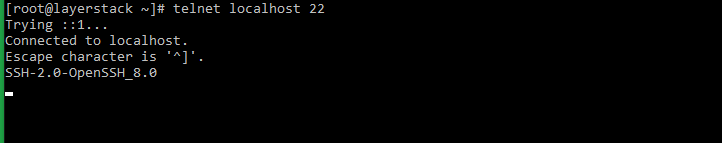 [root@layerstack ~]# telnet localhost 22
Trying ::1...
Connected to localhost.
Escape character is '^]'.
SSH-2.0-OpenSSH_8.0